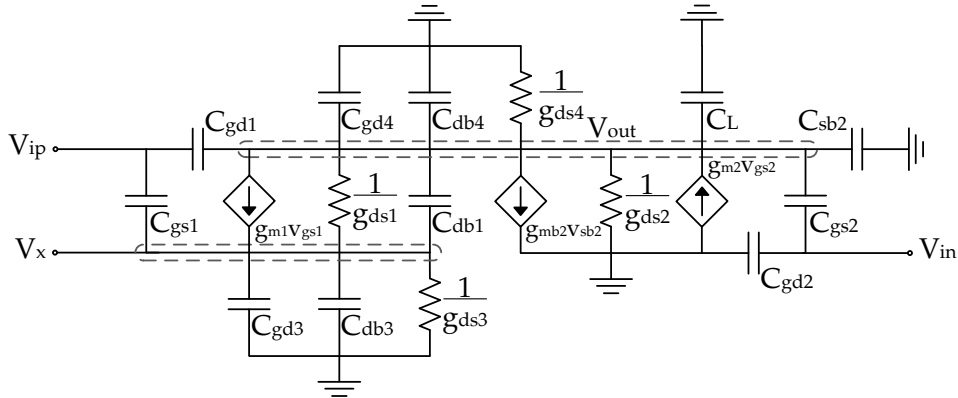 1
gds4
Cgd1
Cgd4
Cdb4
Vout
CL
Csb2
Vip
gm2vgs2
Cgs1
gm1vgs1
1
gds1
Cdb1
gmb2vsb2
1
gds2
Cgs2
Vx
Vin
Cgd2
Cgd3
Cdb3
1
gds3